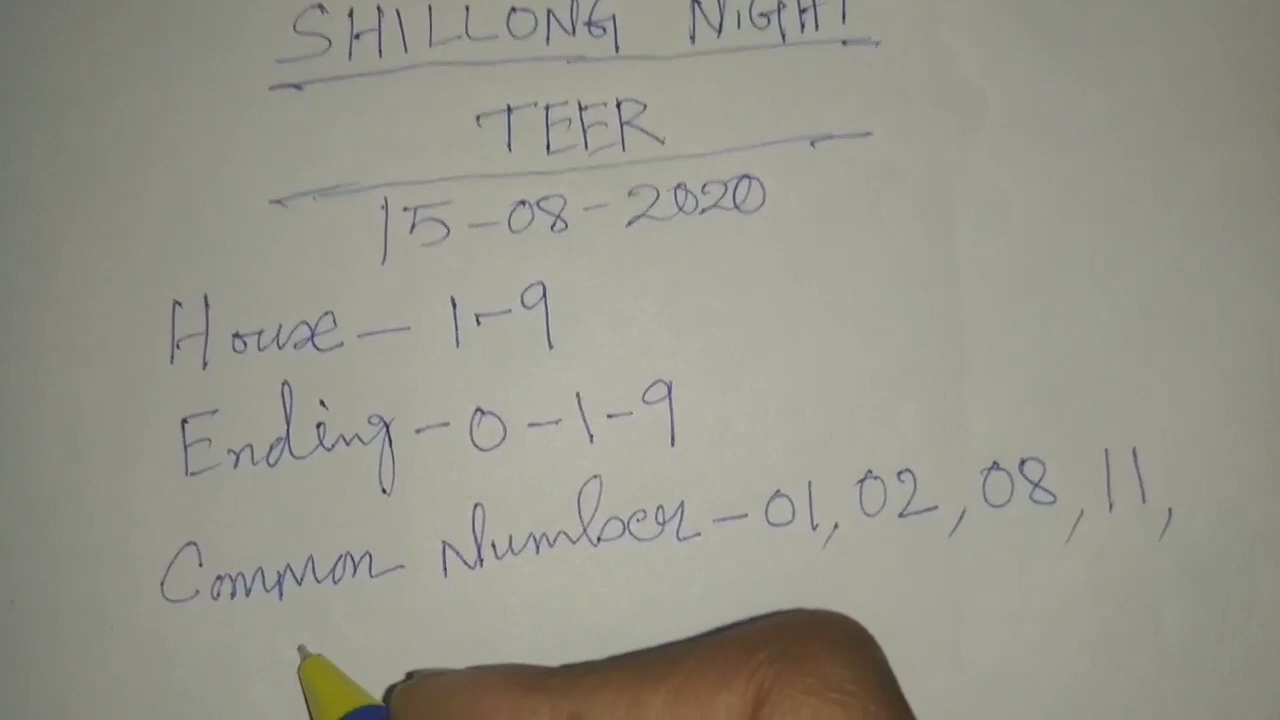 SHILLONG NIGHT
TEER
15-08-2020
House - 1-9
Ending - 0-1-9
Common Number - 01, 02, 08, 11,